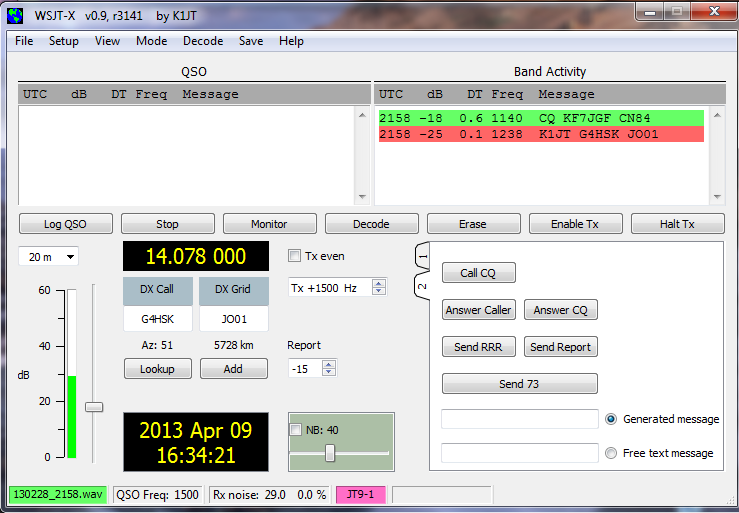 WSJT-X v0.9, r3141 by K1JT
File Setup View Mode Decode Save Help
QSO Band Activity
UTC dB DT Freq Message UTC dB DT Freq Message
2158 -18 0.6 1140 CQ KF7JGF CN84
2158 -25 0.1 1238 K1JT G4HSK JO01
Log QSO Stop Monitor Decode Erase Enable Tx Halt Tx
20 m
14.078 000
Tx even
1
2
Call CQ
DX Call DX Grid
Tx +1500 Hz
G4HSK JO01
Answer Caller Answer CQ
Az: 51 5728 km
Report
Send RRR Send Report
Lookup Add
-15
Send 73
60
40
dB
20
0
2013 Apr 09
16:34:21
NB: 40
Generated message
Free text message
130228_2158.wav QSO Freq: 1500 Rx noise: 29.0 0.0 % JT9-1